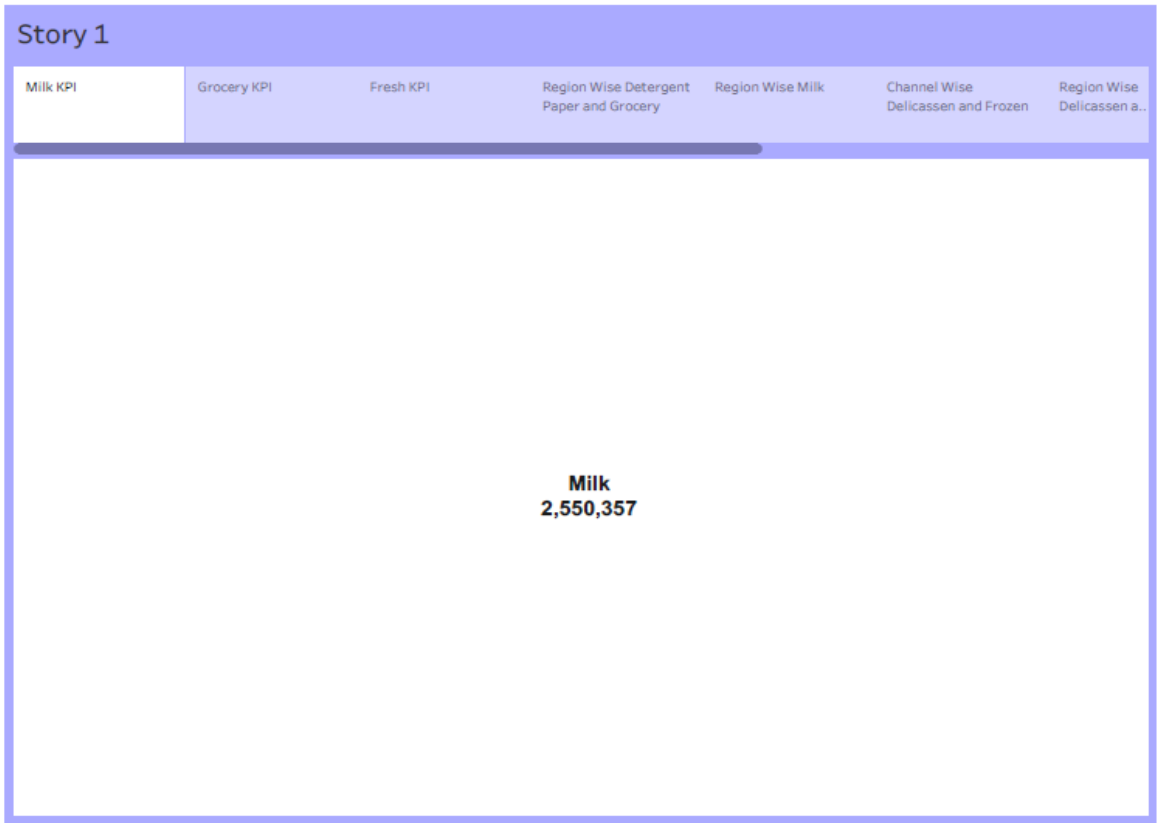 Story 1
Milk KPI
Grocery KPI
Fresh KPI
Region Wise Detergent
Paper and Grocery
Region Wise Milk
Channel Wise
Delicassen and Frozen
Region Wise
Delicassen a..
Milk
2,550,357